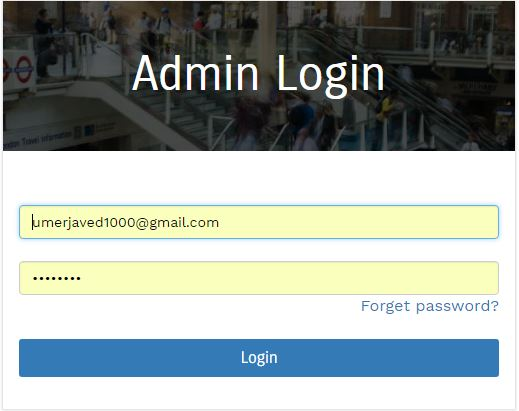 Admin Login
umerjaved1000@gmail.com
••••••••
Forget password?
Login